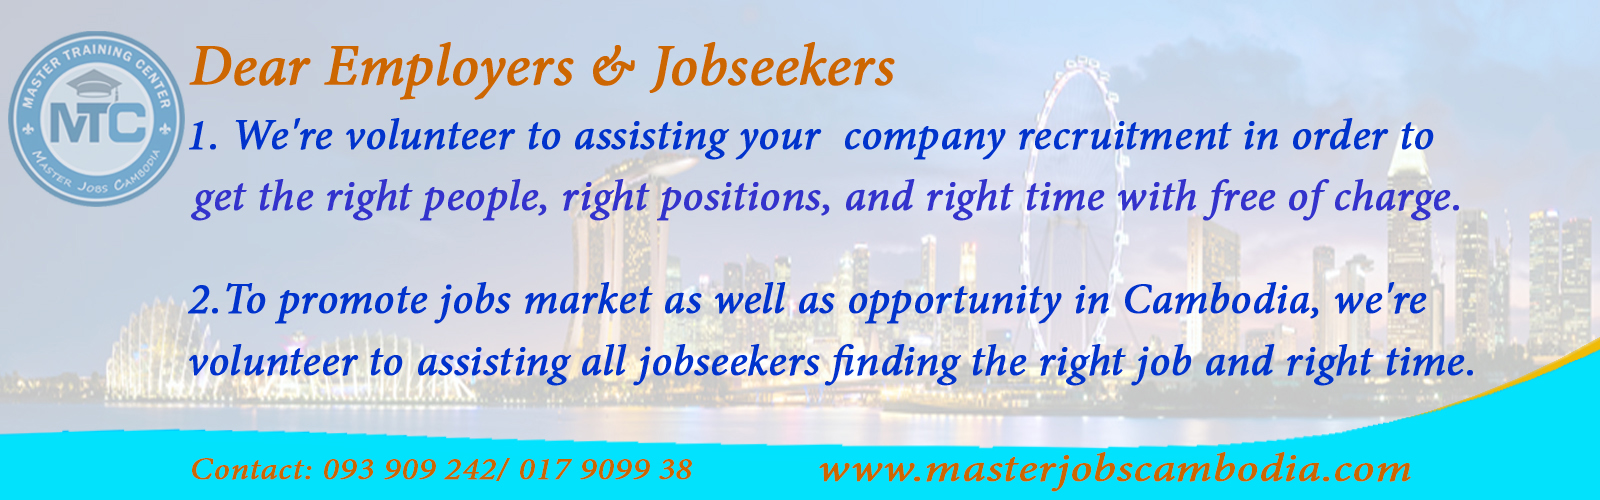 MASTER TRAINING CENTER
MTC
MASTER JOBS CAMBODIA
Dear Employers & Jobseekers
1. We're volunteer to assisting your company recruitment in order to
get the right people, right positions, and right time with free of charge.
2.To promote jobs market as well as opportunity in Cambodia, we're
volunteer to assisting all jobseekers finding the right job and right time.
Contact: 093 909 242/ 017 9099 38
www.masterjobscambodia.com